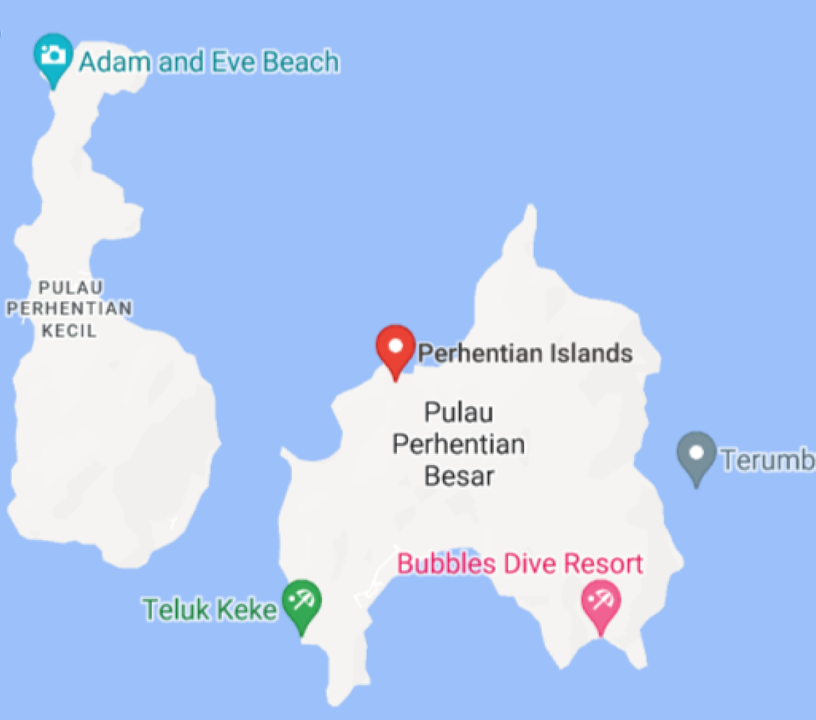 Adam and Eve Beach
PULAU
PERHENTIAN
KECIL
Perhentian Islands
Pulau
Perhentian
Besar
Terumb
Bubbles Dive Resort
Teluk Keke